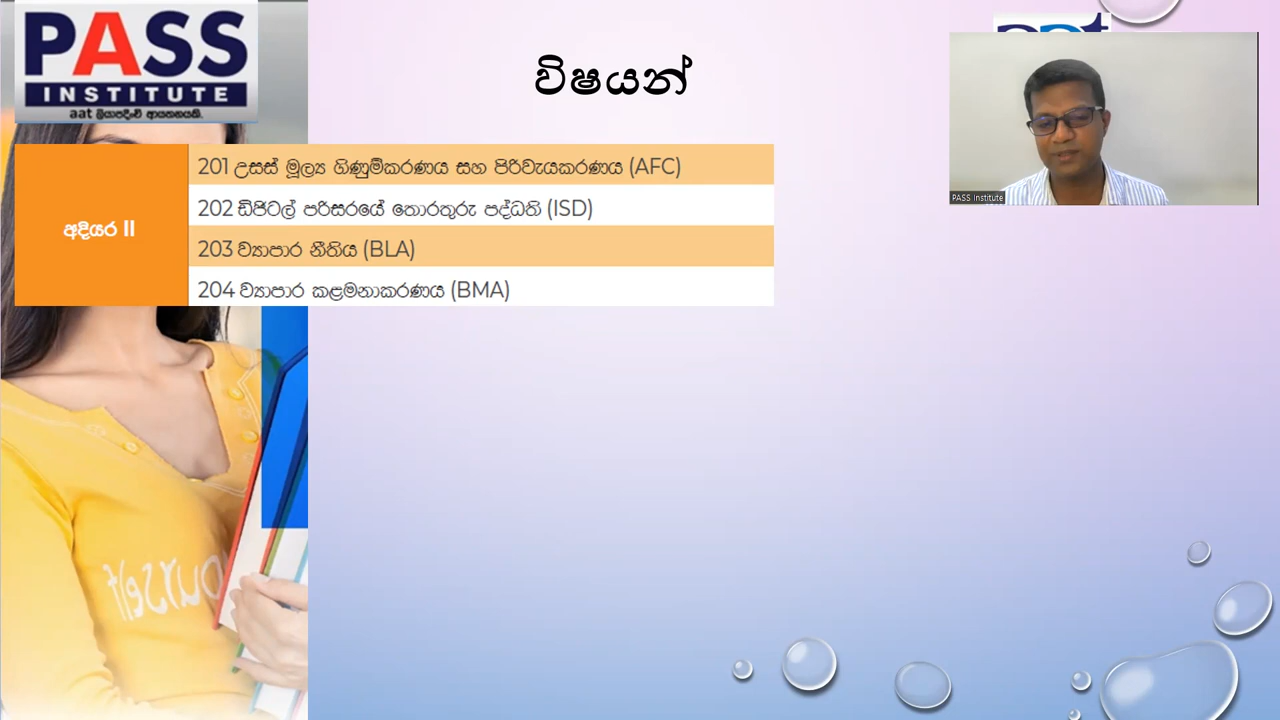 PASS
INSTITUTE
aat ලියාපදිංචි ආයතනයකි.
විෂයන්
aat
PASS Institute
අදියර II
201 උසස් මූල්‍ය ගිණුම්කරණය සහ පිරිවැයකරණය (AFC)
202 ඩිජිටල් පරිසරයේ තොරතුරු පද්ධති (ISD)
203 ව්‍යාපාර නීතිය (BLA)
204 ව්‍යාපාර කළමනාකරණය (BMA)